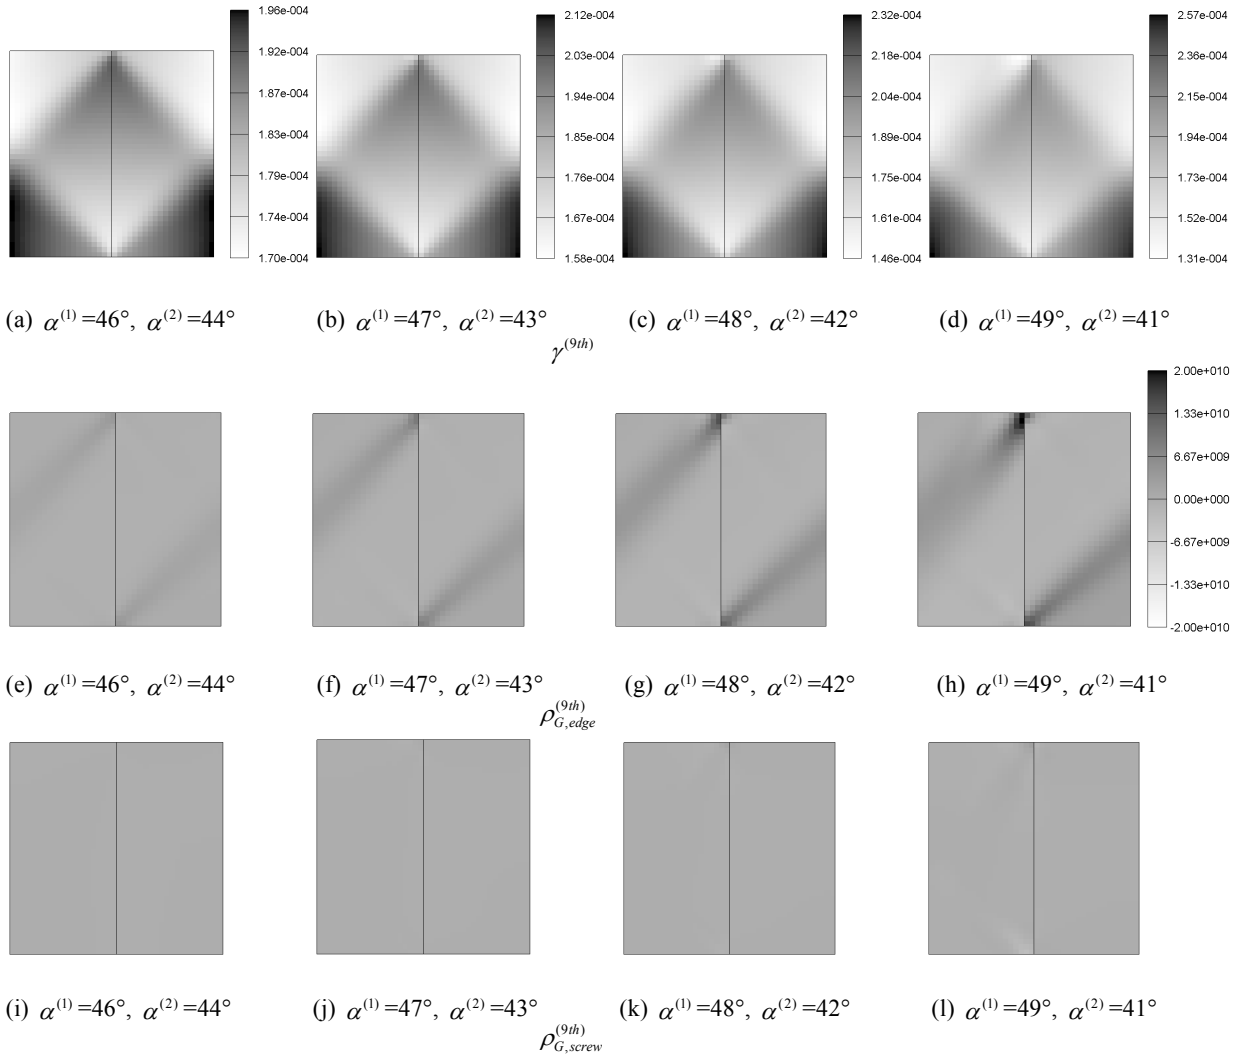 1.96e-004
1.92e-004
1.87e-004
1.83e-004
1.79e-004
1.74e-004
1.70e-004
2.12e-004
2.03e-004
1.94e-004
1.85e-004
1.76e-004
1.67e-004
1.58e-004
2.32e-004
2.18e-004
2.04e-004
1.89e-004
1.75e-004
1.61e-004
1.46e-004
2.57e-004
2.36e-004
2.15e-004
1.94e-004
1.73e-004
1.52e-004
1.31e-004
(a) α^(1) =46°, α^(2) =44°
(b) α^(1) =47°, α^(2) =43°
(c) α^(1) =48°, α^(2) =42°
(d) α^(1) =49°, α^(2) =41°
γ^(9th)
2.00e+010
1.33e+010
6.67e+009
0.00e+000
-6.67e+009
-1.33e+010
-2.00e+010
(e) α^(1) =46°, α^(2) =44°
(f) α^(1) =47°, α^(2) =43°
(g) α^(1) =48°, α^(2) =42°
(h) α^(1) =49°, α^(2) =41°
ρ_G,edge^(9th)
(i) α^(1) =46°, α^(2) =44°
(j) α^(1) =47°, α^(2) =43°
(k) α^(1) =48°, α^(2) =42°
(l) α^(1) =49°, α^(2) =41°
ρ_G,screw^(9th)